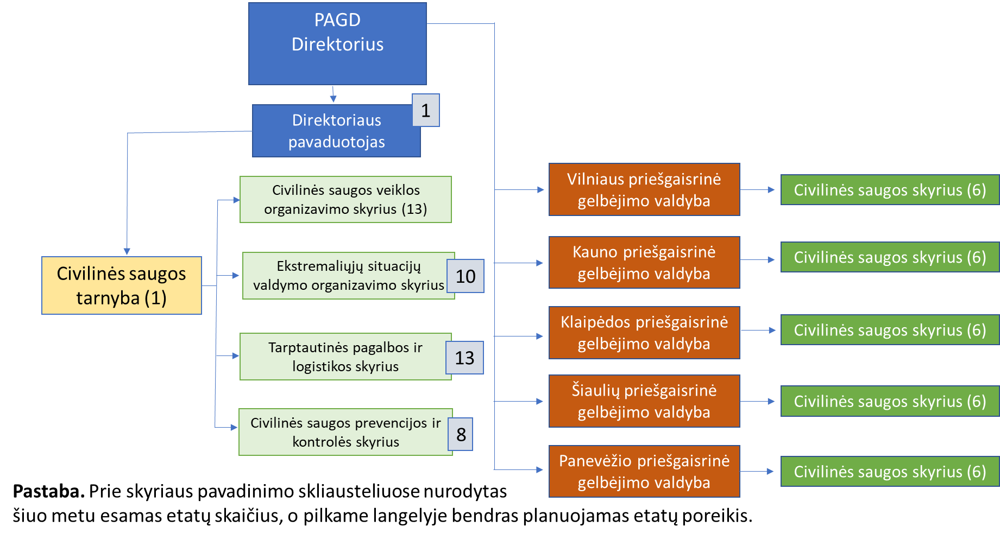 PAGD
Direktorius
1
Direktoriaus
pavaduotojas
Civilinės saugos
tarnyba (1)
Civilinės saugos veiklos
organizavimo skyrius (13)
Ekstremaliųjų situacijų
valdymo organizavimo skyrius
10
Tarptautinės pagalbos ir
logistikos skyrius
13
Civilinės saugos prevencijos ir
kontrolės skyrius
8
Vilniaus priešgaisrinė
gelbėjimo valdyba
Civilinės saugos skyrius (6)
Kauno priešgaisrinė
gelbėjimo valdyba
Civilinės saugos skyrius (6)
Klaipėdos priešgaisrinė
gelbėjimo valdyba
Civilinės saugos skyrius (6)
Šiaulių priešgaisrinė
gelbėjimo valdyba
Civilinės saugos skyrius (6)
Panevėžio priešgaisrinė
gelbėjimo valdyba
Civilinės saugos skyrius (6)
Pastaba. Prie skyriaus pavadinimo skliausteliuose nurodytas
šiuo metu esamas etatų skaičius, o pilkame langelyje bendras planuojamas etatų poreikis.